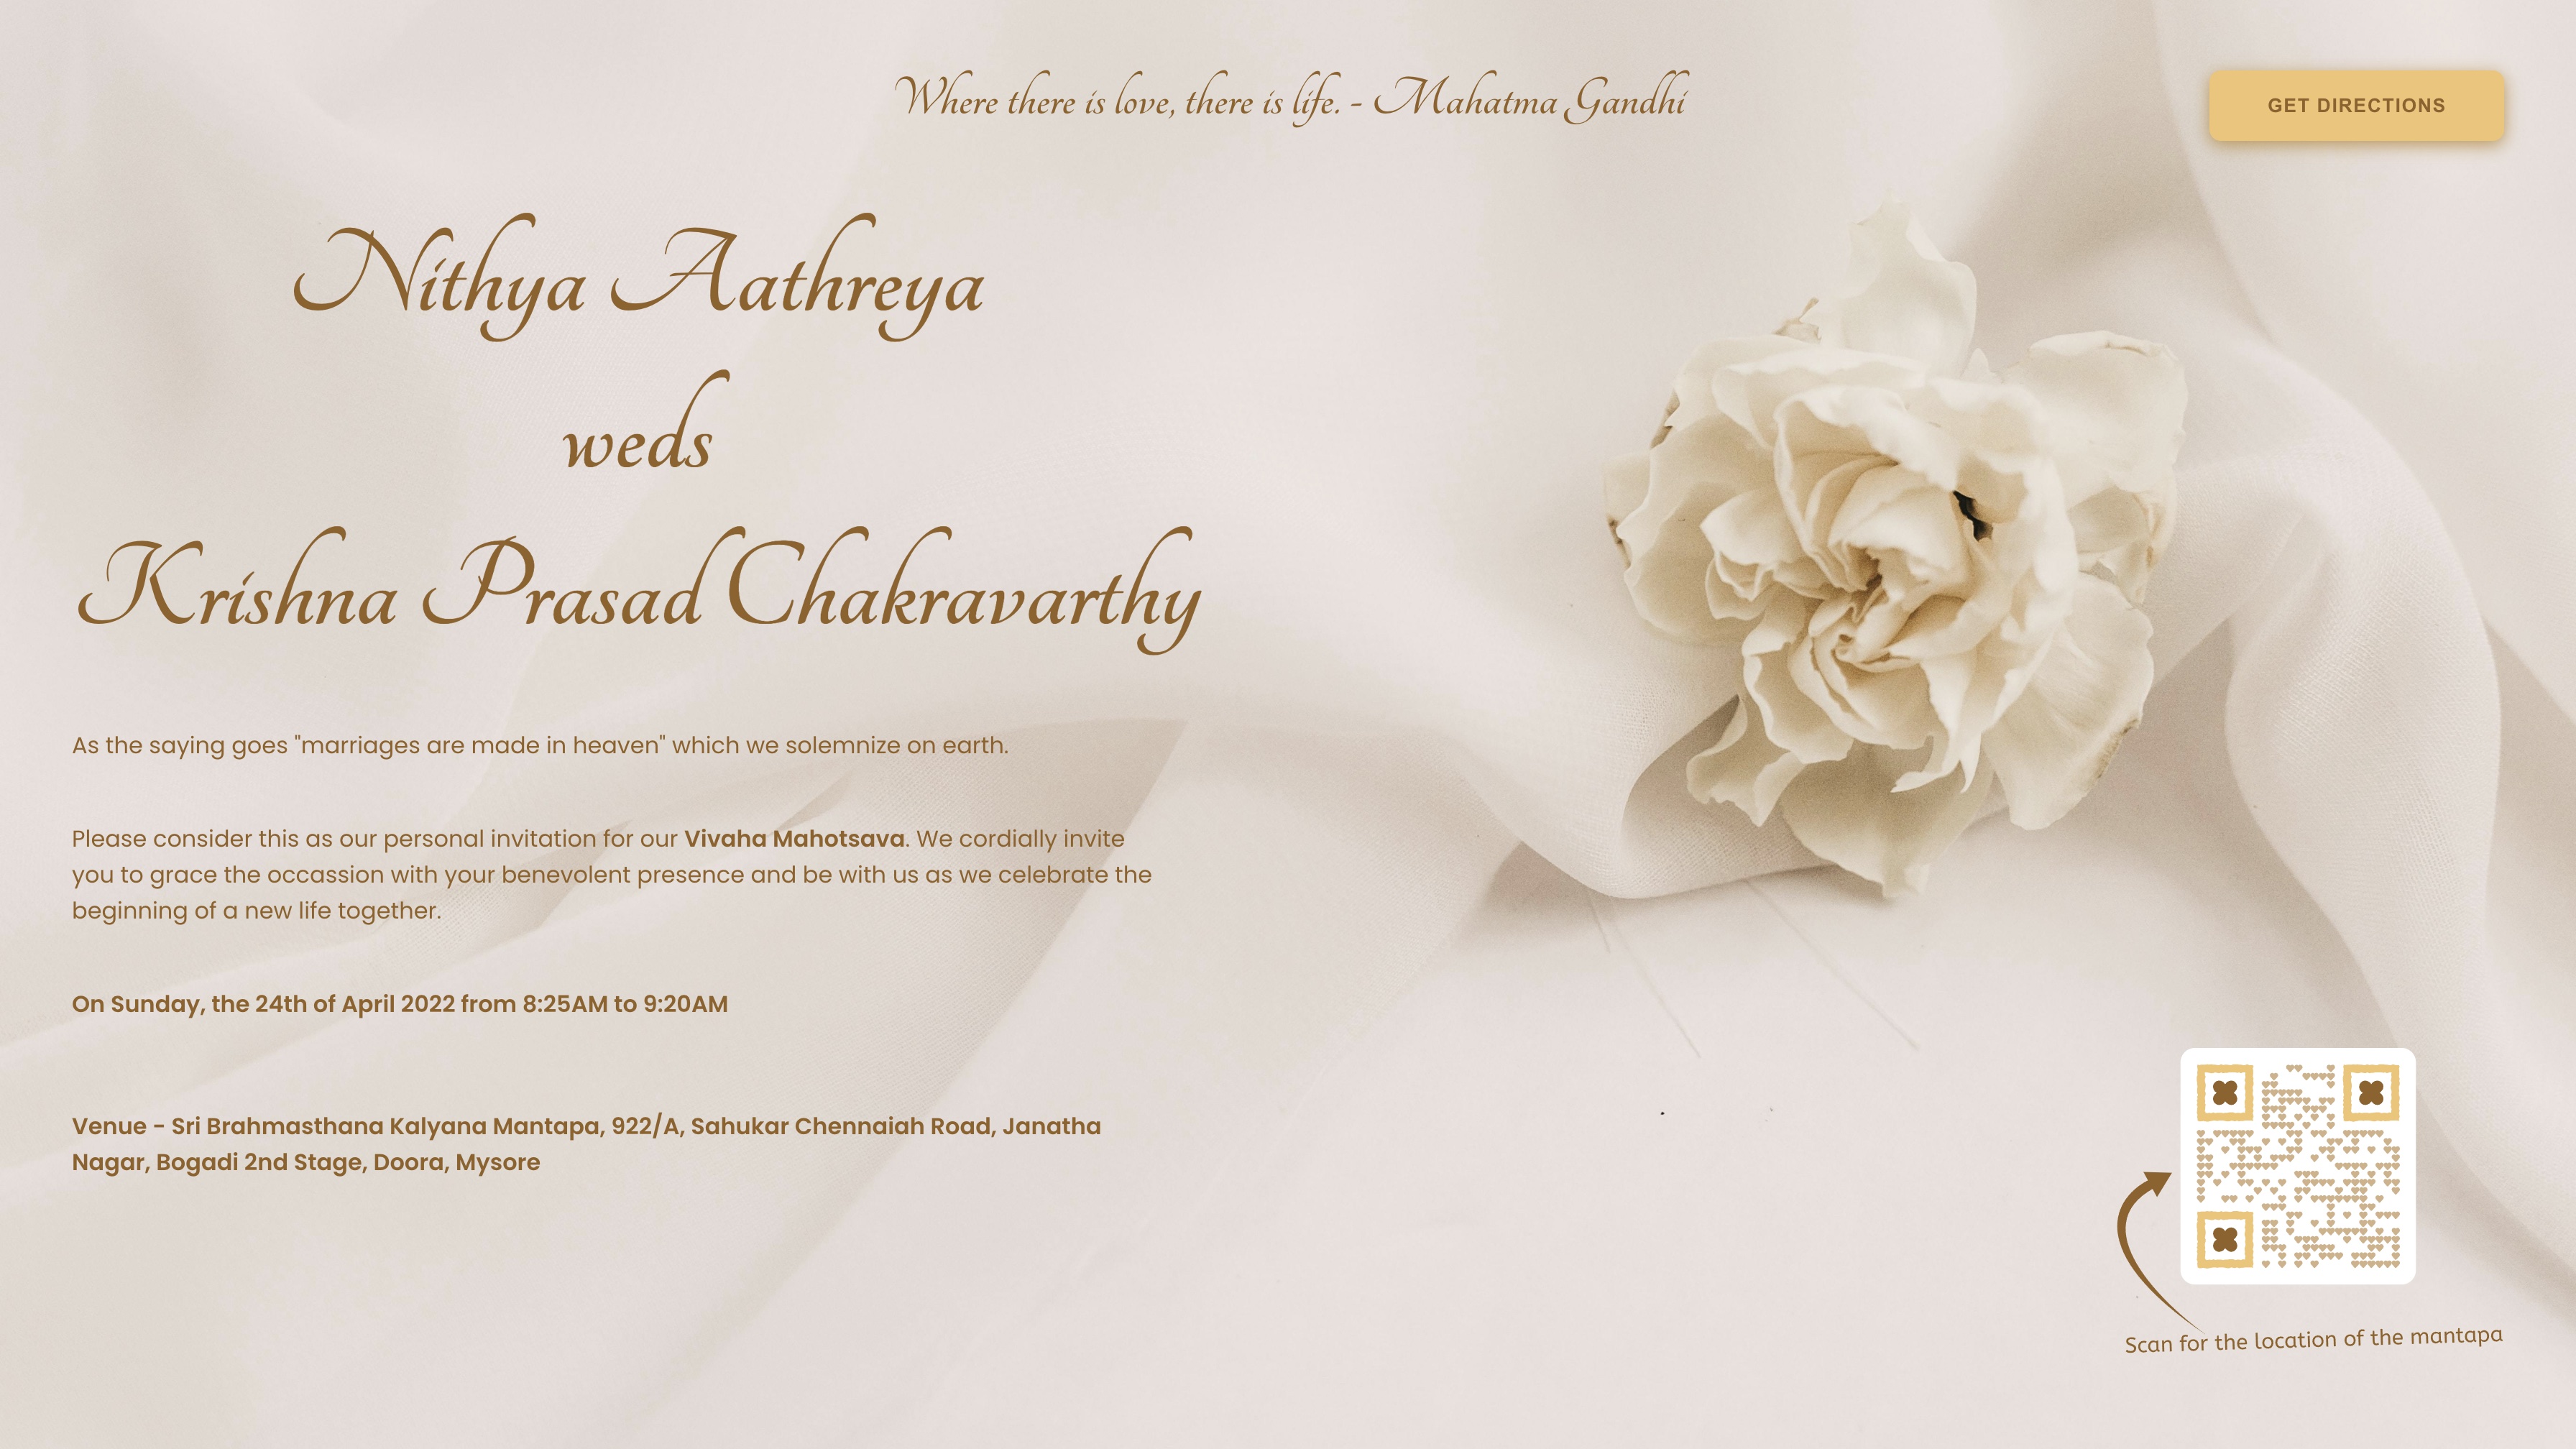 Where there is love, there is life. - Mahatma Gandhi
GET DIRECTIONS
Nithya Aathreya
weds
Krishna Prasad Chakravarthy
As the saying goes "marriages are made in heaven" which we solemnize on earth.
Please consider this as our personal invitation for our Vivaha Mahotsava. We cordially invite
you to grace the occassion with your benevolent presence and be with us as we celebrate the
beginning of a new life together.
On Sunday, the 24th of April 2022 from 8:25AM to 9:20AM
Venue - Sri Brahmasthana Kalyana Mantapa, 922/A, Sahukar Chennaiah Road, Janatha
Nagar, Bogadi 2nd Stage, Doora, Mysore
Scan for the location of the mantapa